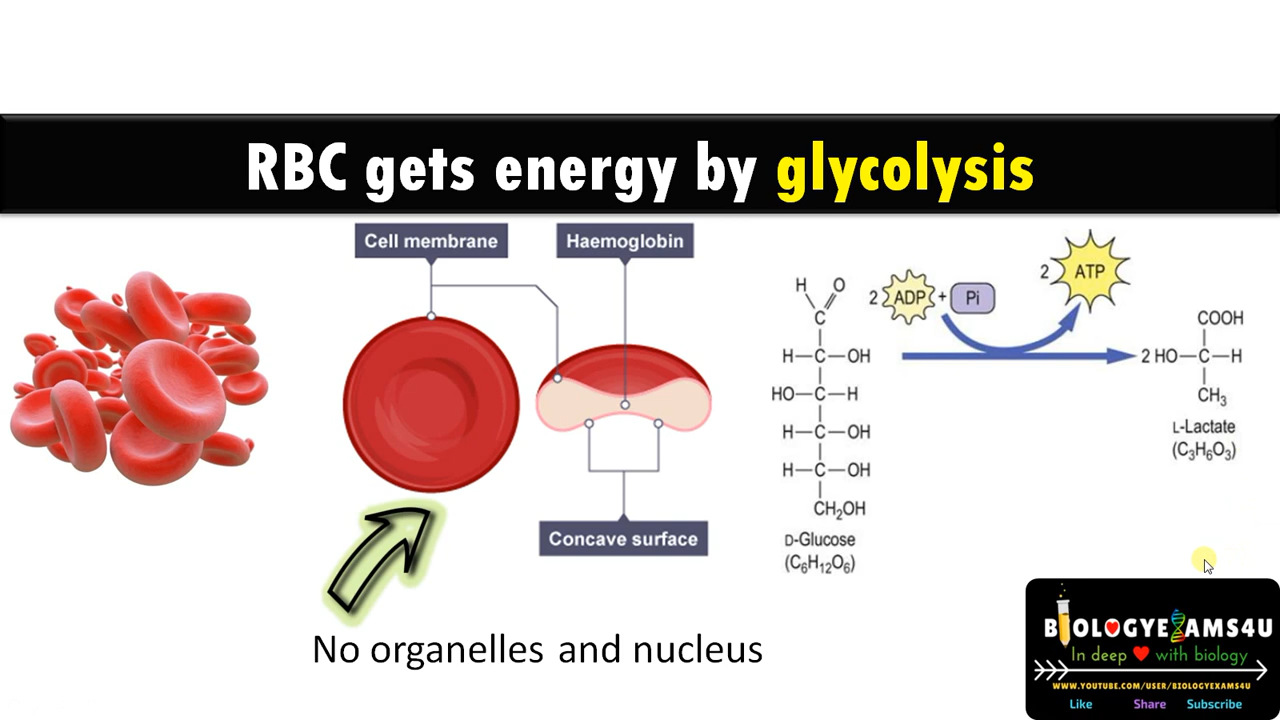 RBC gets energy by glycolysis
Cell membrane
Haemoglobin
Concave surface
No organelles and nucleus
H O
C
H—C—OH
HO—C—H
H—C—OH
H—C—OH
CH₂OH
D-Glucose
(C₆H₁₂O₆)
2 ADP + Pi
2 ATP
COOH
2 HO—C—H
CH₃
L-Lactate
(C₃H₆O₃)
BIOLOGYEXAMS4U
In deep ❤ with biology
WWW.YOUTUBE.COM/USER/BIOLOGYEXAMS4U
Like Share Subscribe